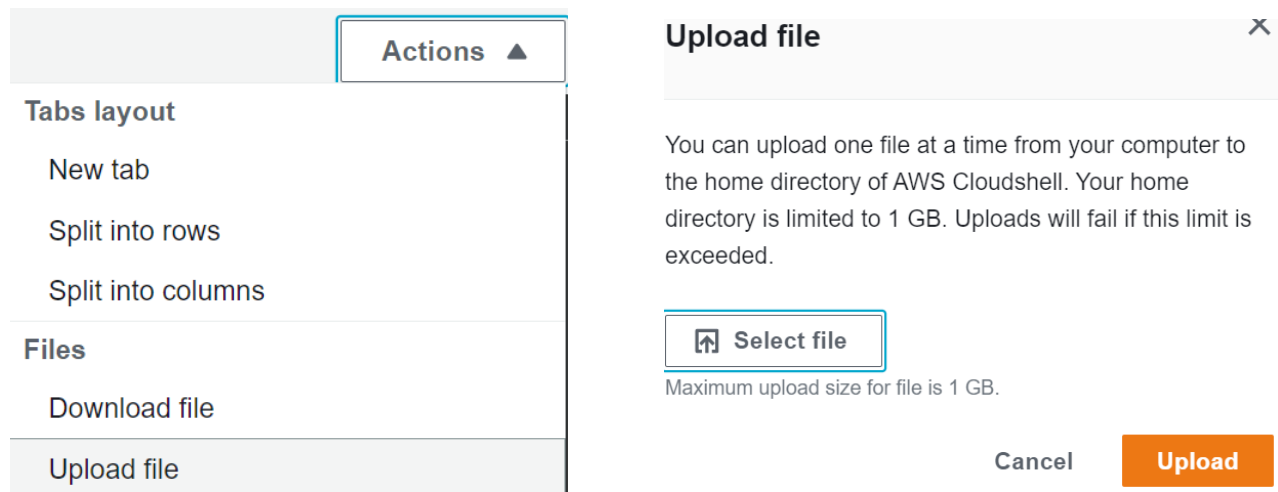 Actions
Tabs layout
New tab
Split into rows
Split into columns
Files
Download file
Upload file
Upload file
You can upload one file at a time from your computer to
the home directory of AWS Cloudshell. Your home
directory is limited to 1 GB. Uploads will fail if this limit is
exceeded.
Select file
Maximum upload size for file is 1 GB.
Cancel
Upload